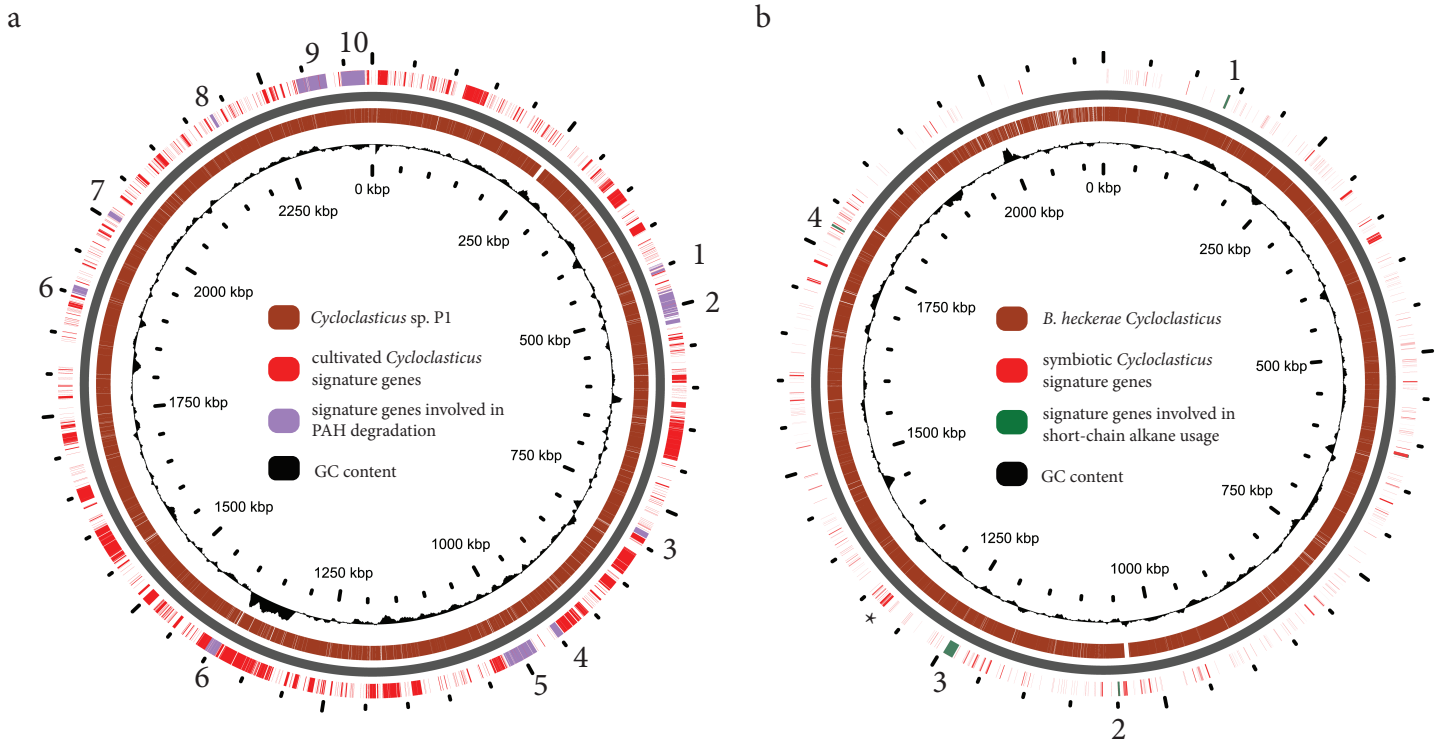 a
0 kbp
250 kbp
500 kbp
750 kbp
1000 kbp
1250 kbp
1500 kbp
1750 kbp
2000 kbp
2250 kbp
1
2
3
4
5
6
6
7
8
9
10
Cycloclasticus sp. P1
cultivated Cycloclasticus
signature genes
signature genes involved in
PAH degradation
GC content
b
0 kbp
250 kbp
500 kbp
750 kbp
1000 kbp
1250 kbp
1500 kbp
1750 kbp
2000 kbp
1
2
3
*
4
B. heckerae Cycloclasticus
symbiotic Cycloclasticus
signature genes
signature genes involved in
short-chain alkane usage
GC content